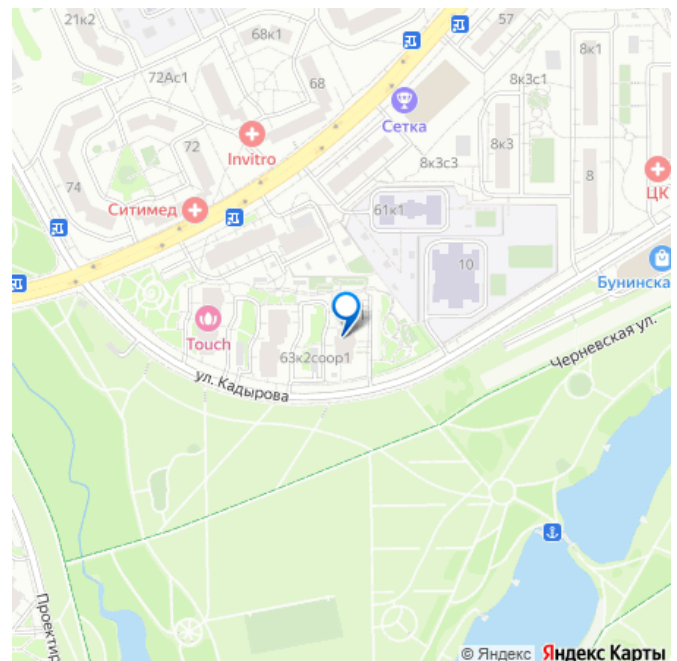 21к2
57
68к1
8к1
72Ас1
68
8к3с1
Сетка
Invitro
72
8к3
8к3с3
74
8
ЦК
Ситимед
61к1
10
Бунинска
Touch
63к2соор1
Черневская ул.
ул. Кадырова
Проектир
© Яндекс Яндекс Карты